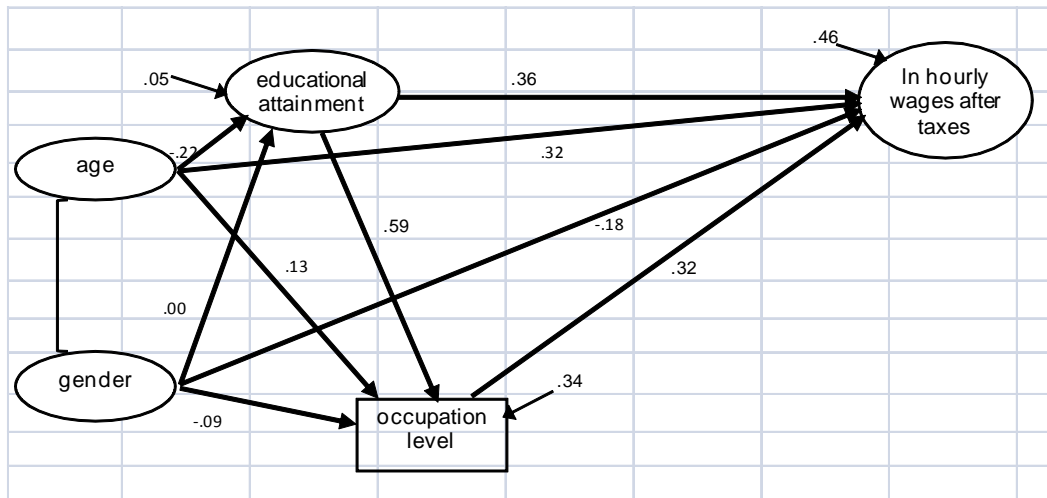 .46
.05
educational
attainment
.36
ln hourly
wages after
taxes
-.22
age
.32
.59
-.18
.13
.32
.00
gender
.34
-.09
occupation
level